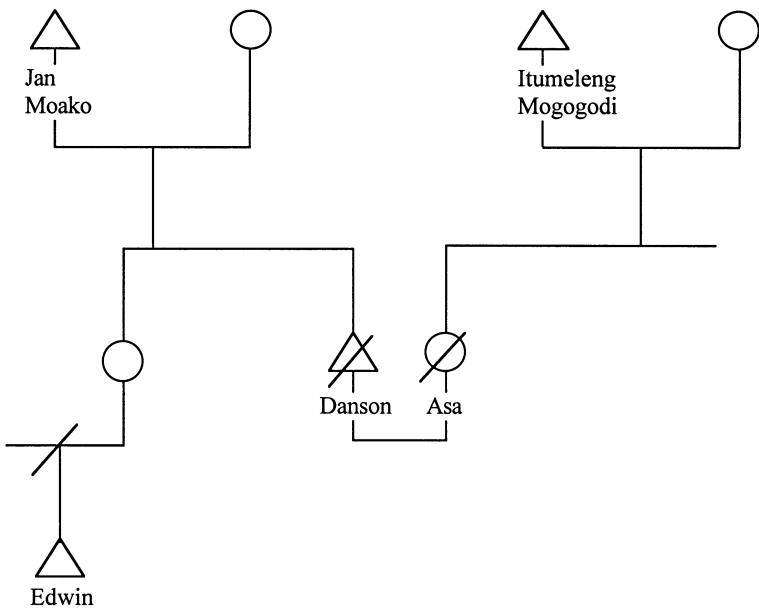 Jan
Moako
Itumeleng
Mogogodi
Danson
Asa
Edwin